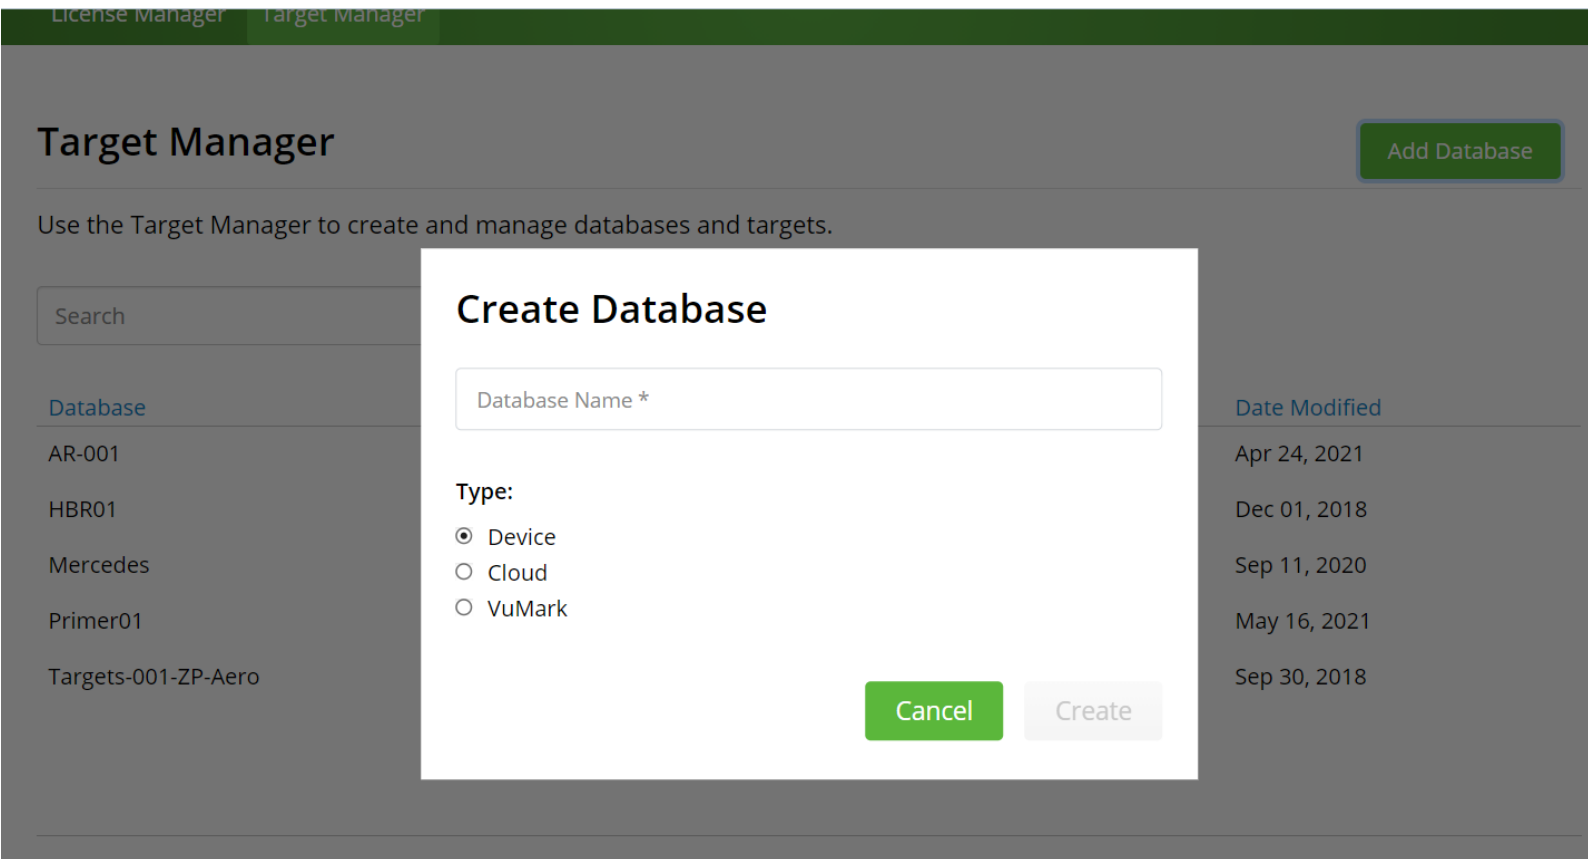 License Manager Target Manager
Target Manager
Add Database
Use the Target Manager to create and manage databases and targets.
Search
Create Database
Database Name *
Type:
Device
Cloud
VuMark
Cancel Create
Database Date Modified
AR-001 Apr 24, 2021
HBR01 Dec 01, 2018
Mercedes Sep 11, 2020
Primer01 May 16, 2021
Targets-001-ZP-Aero Sep 30, 2018